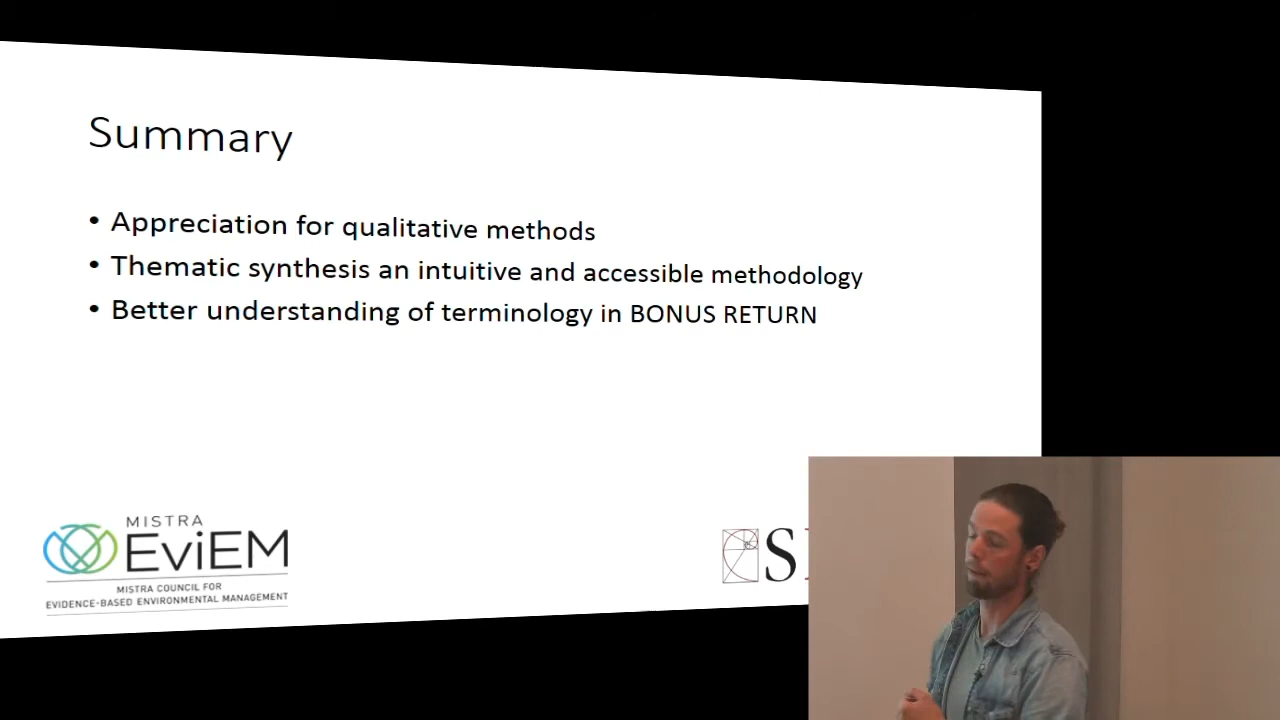 Summary
• Appreciation for qualitative methods
• Thematic synthesis an intuitive and accessible methodology
• Better understanding of terminology in BONUS RETURN
MISTRA
EviEM
MISTRA COUNCIL FOR
EVIDENCE-BASED ENVIRONMENTAL MANAGEMENT
S